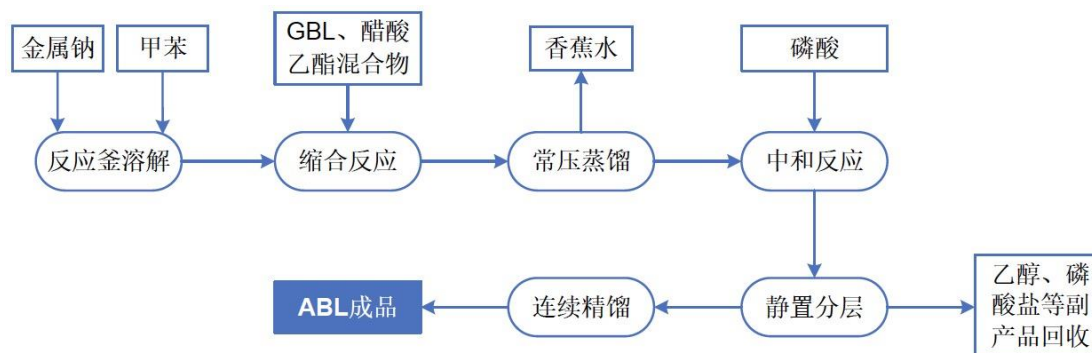 金属钠
甲苯
GBL、醋酸
乙酯混合物
香蕉水
磷酸
反应釜溶解
缩合反应
常压蒸馏
中和反应
ABL成品
连续精馏
静置分层
乙醇、磷
酸盐等副
产品回收